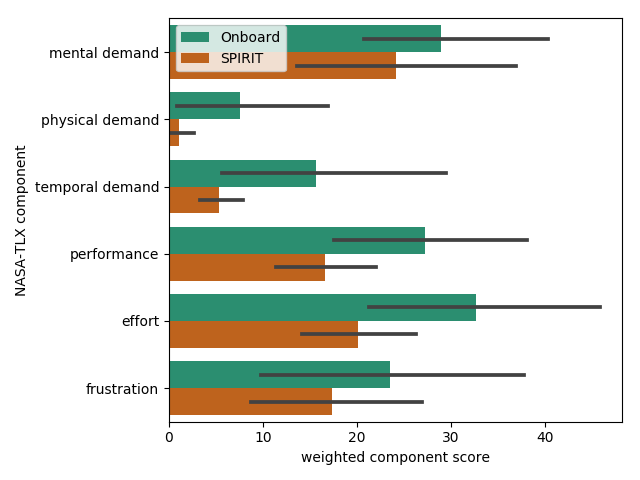 Onboard
SPIRIT
mental demand
physical demand
temporal demand
performance
effort
frustration
NASA-TLX component
0 10 20 30 40
weighted component score